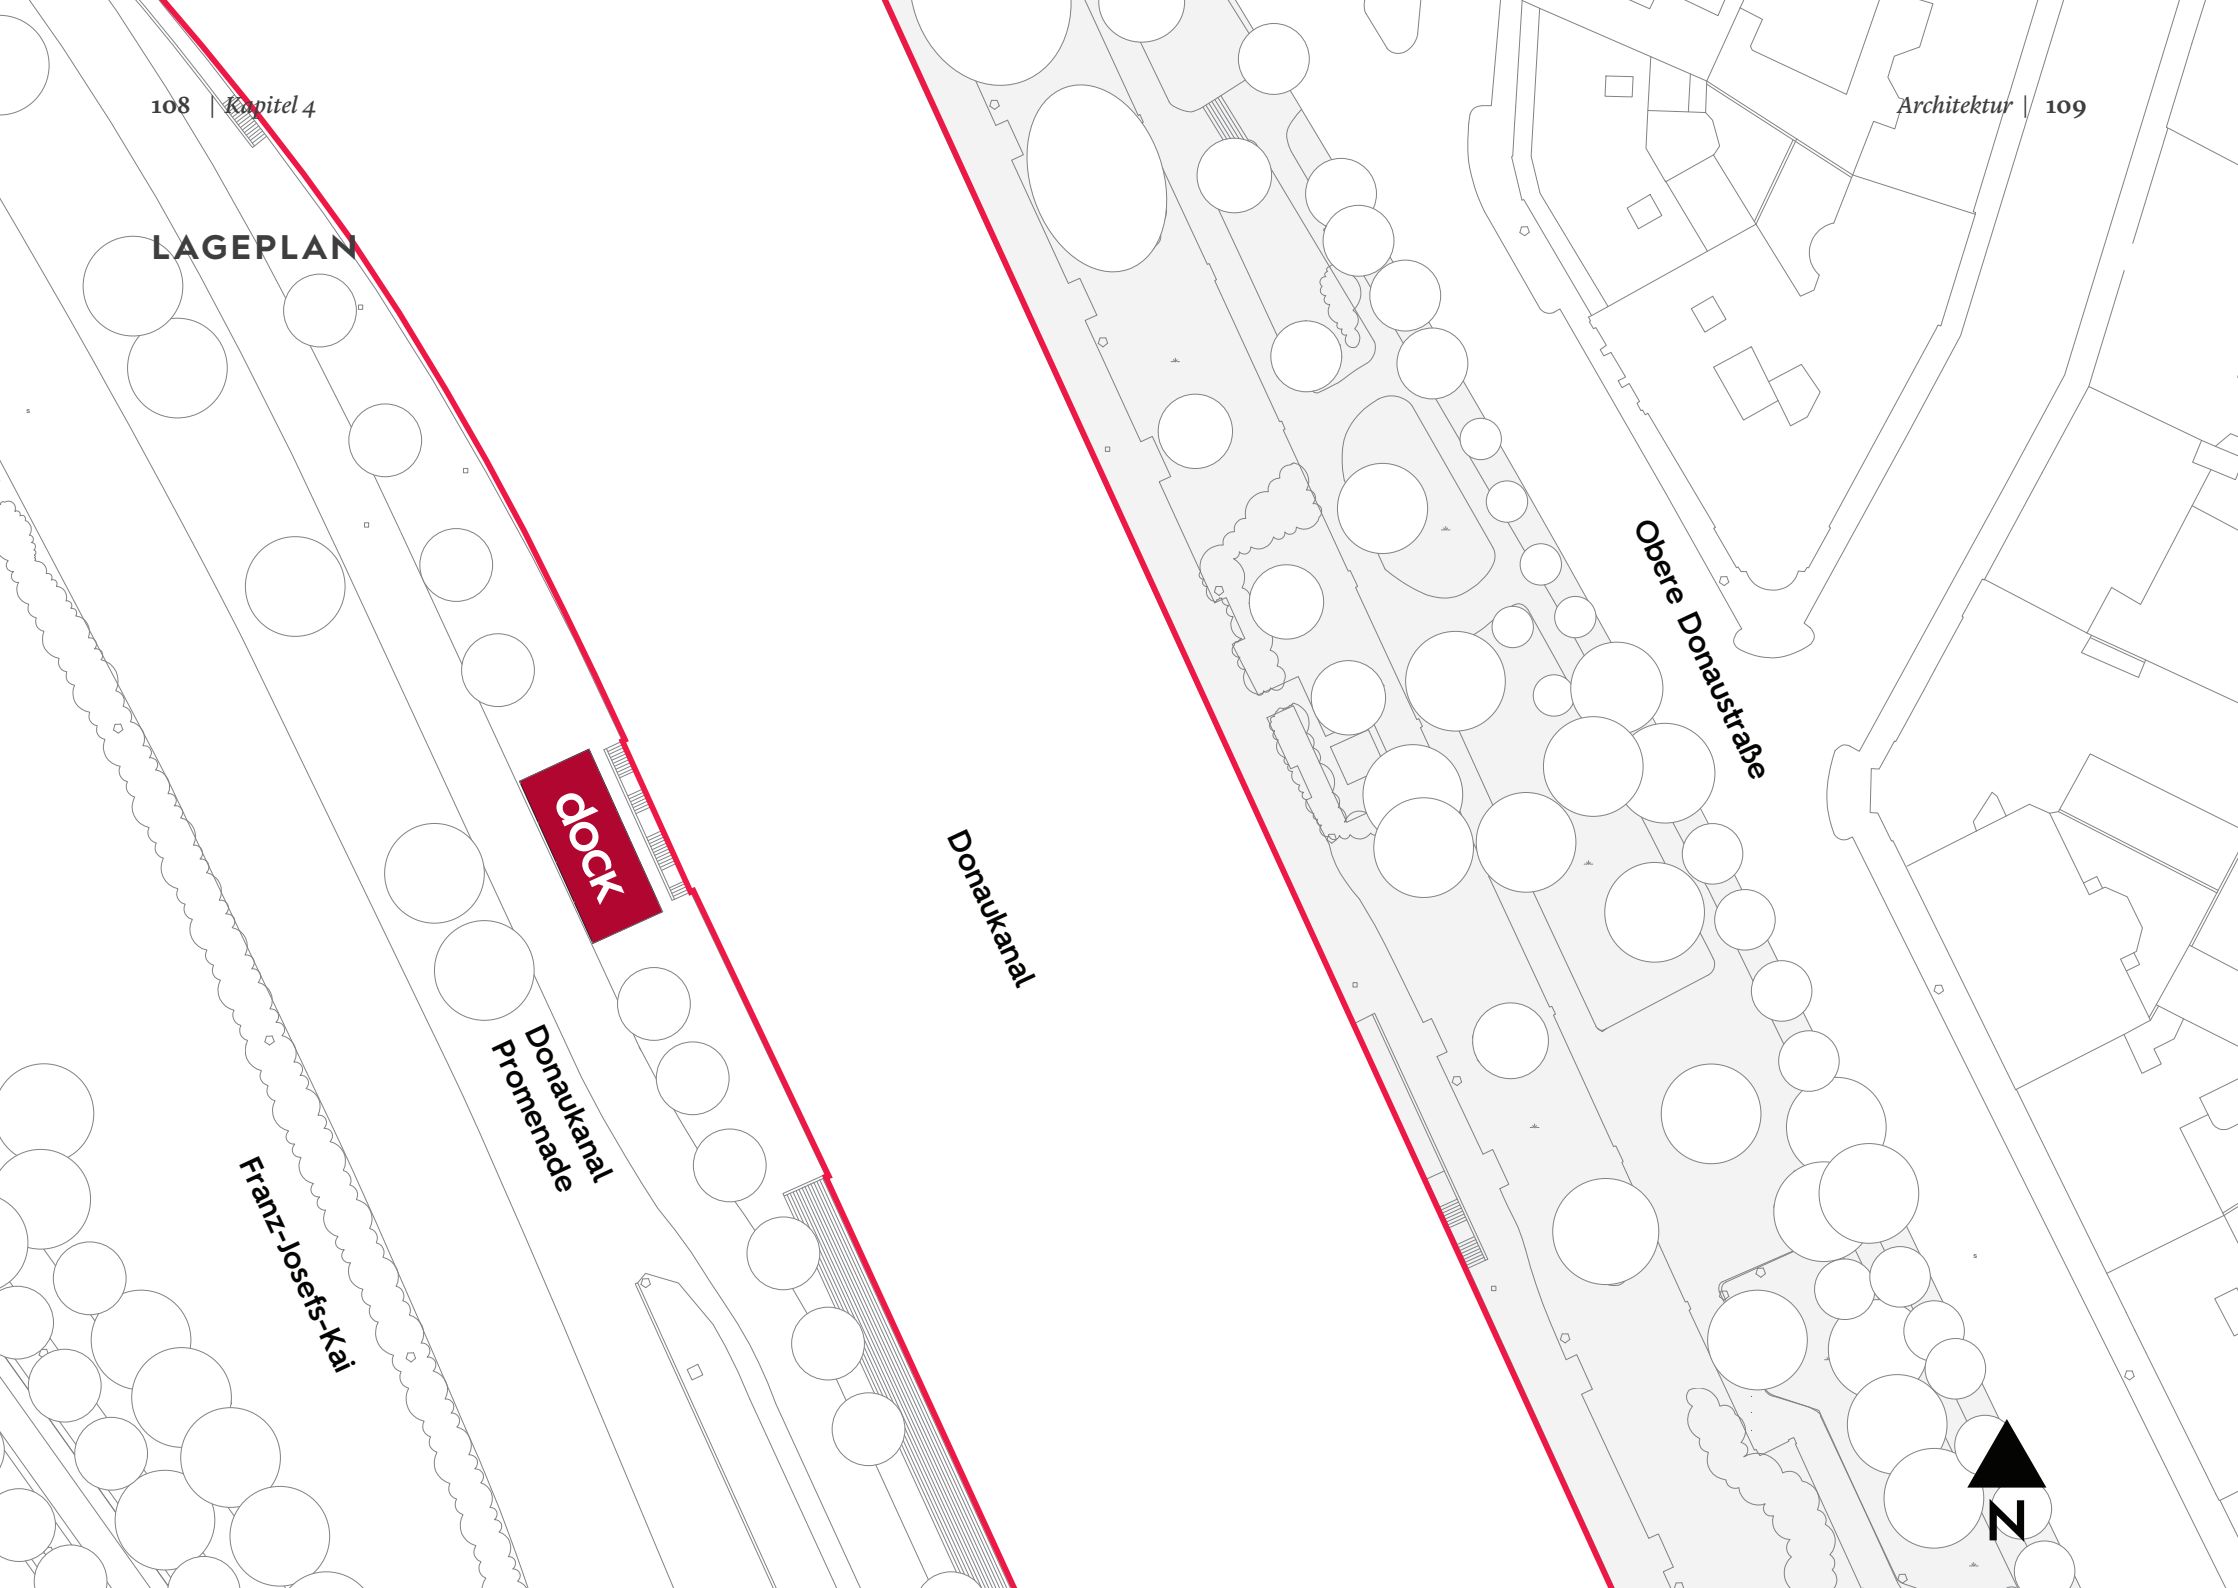 108 | Kapitel 4
Architektur | 109
LAGEPLAN
Obere Donaustraße
dock
Donaukanal
Donaukanal
Promenade
Franz-Josefs-Kai
N